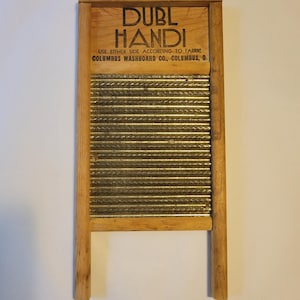 DUBL
HANDI
USE EITHER SIDE ACCORDING TO FABRIC
COLUMBUS WASHBOARD CO., COLUMBUS, O.